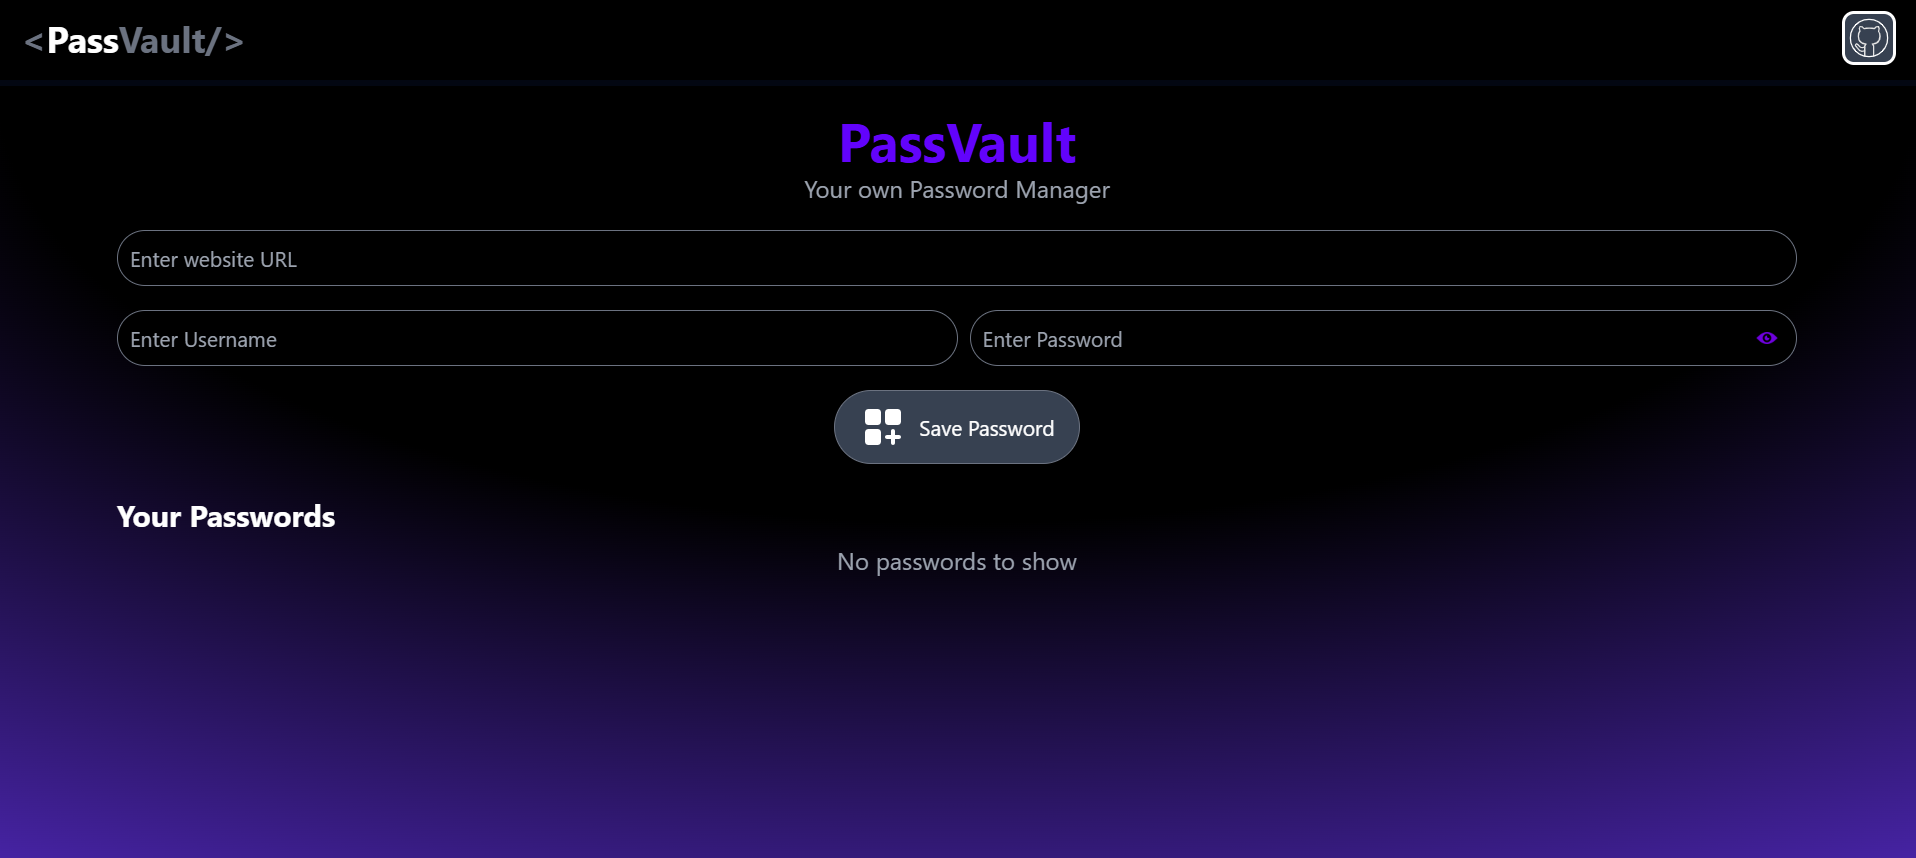 <PassVault/>
PassVault
Your own Password Manager
Enter website URL
Enter Username
Enter Password
Save Password
Your Passwords
No passwords to show